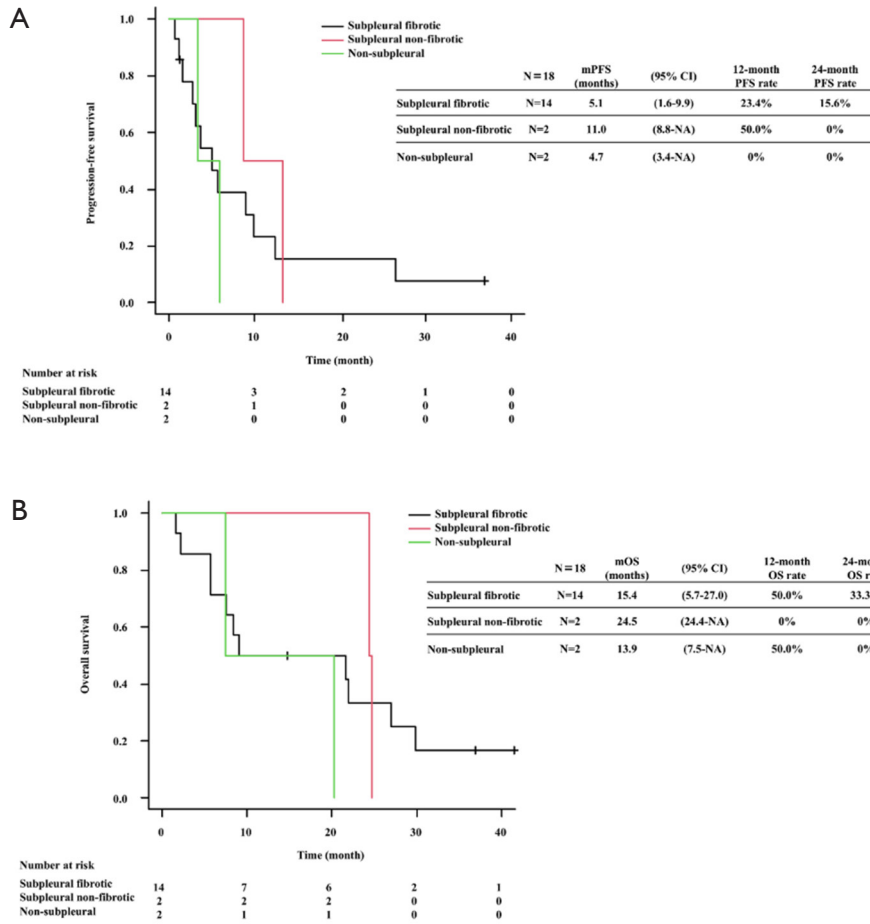 A
Subpleural fibrotic
Subpleural non-fibrotic
Non-subpleural
N=18 mPFS (months) (95% CI) 12-month PFS rate 24-month PFS rate
Subpleural fibrotic N=14 5.1 (1.6-9.9) 23.4% 15.6%
Subpleural non-fibrotic N=2 11.0 (8.8-NA) 50.0% 0%
Non-subpleural N=2 4.7 (3.4-NA) 0% 0%
Progression-free survival
1.0
0.8
0.6
0.4
0.2
0.0
0 10 20 30 40
Time (month)
Number at risk
Subpleural fibrotic 14 3 2 1 0
Subpleural non-fibrotic 2 1 0 0 0
Non-subpleural 2 0 0 0 0
B
Subpleural fibrotic
Subpleural non-fibrotic
Non-subpleural
N=18 mOS (months) (95% CI) 12-month OS rate 24-mo OS r
Subpleural fibrotic N=14 15.4 (5.7-27.0) 50.0% 33.3
Subpleural non-fibrotic N=2 24.5 (24.4-NA) 0% 0%
Non-subpleural N=2 13.9 (7.5-NA) 50.0% 0%
Overall survival
1.0
0.8
0.6
0.4
0.2
0.0
0 10 20 30 40
Time (month)
Number at risk
Subpleural fibrotic 14 7 6 2 1
Subpleural non-fibrotic 2 2 2 0 0
Non-subpleural 2 1 1 0 0